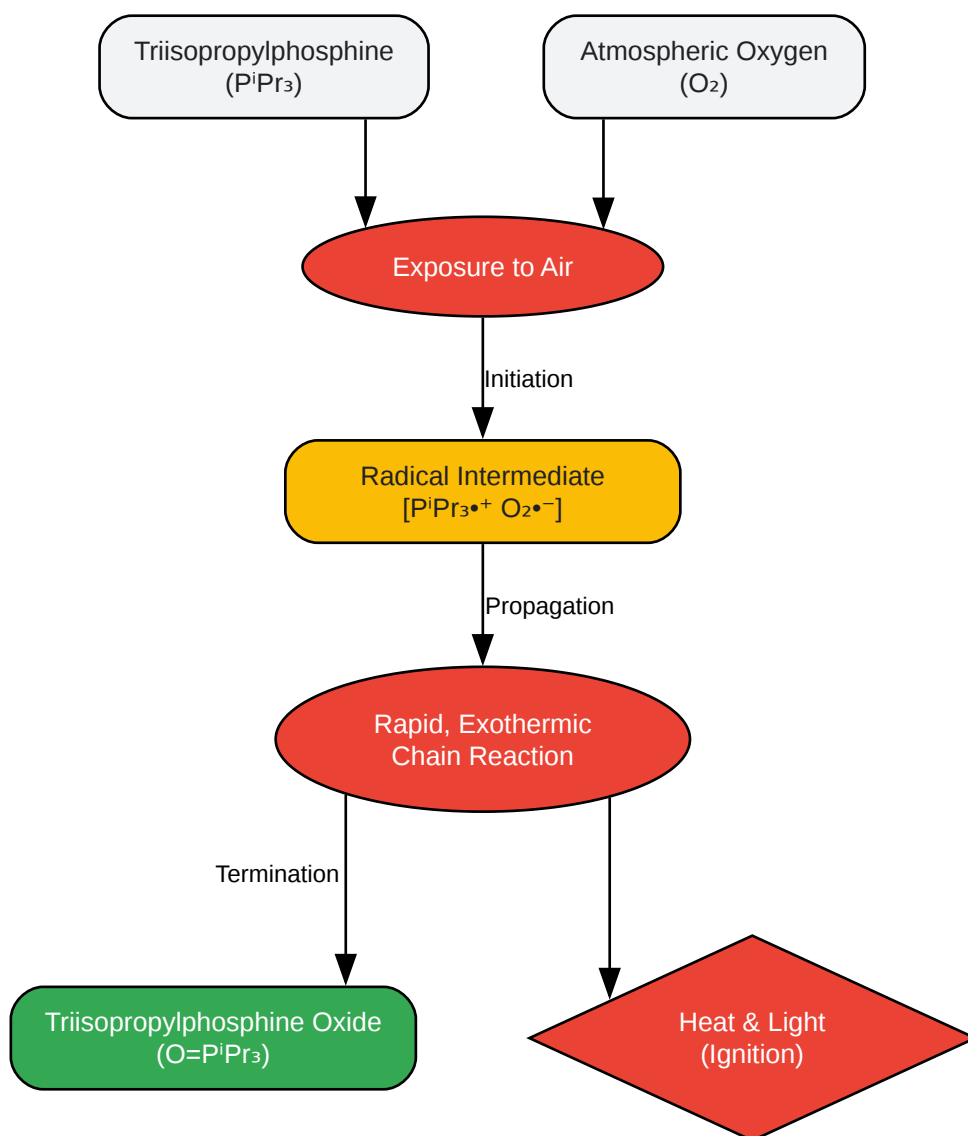 Triisopropylphosphine
(PⁱPr₃)
Atmospheric Oxygen
(O₂)
Exposure to Air
Initiation
Radical Intermediate
[PⁱPr₃•⁺ O₂•⁻]
Propagation
Rapid, Exothermic
Chain Reaction
Termination
Triisopropylphosphine Oxide
(O=PⁱPr₃)
Heat & Light
(Ignition)